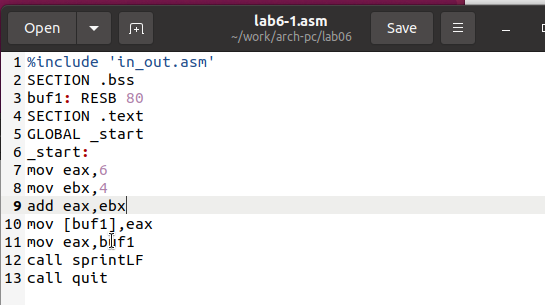 Open
lab6-1.asm
~/work/arch-pc/lab06
Save
1 %include 'in_out.asm'
2 SECTION .bss
3 buf1: RESB 80
4 SECTION .text
5 GLOBAL _start
6 _start:
7 mov eax,6
8 mov ebx,4
9 add eax,ebx
10 mov [buf1],eax
11 mov eax,buf1
12 call sprintLF
13 call quit